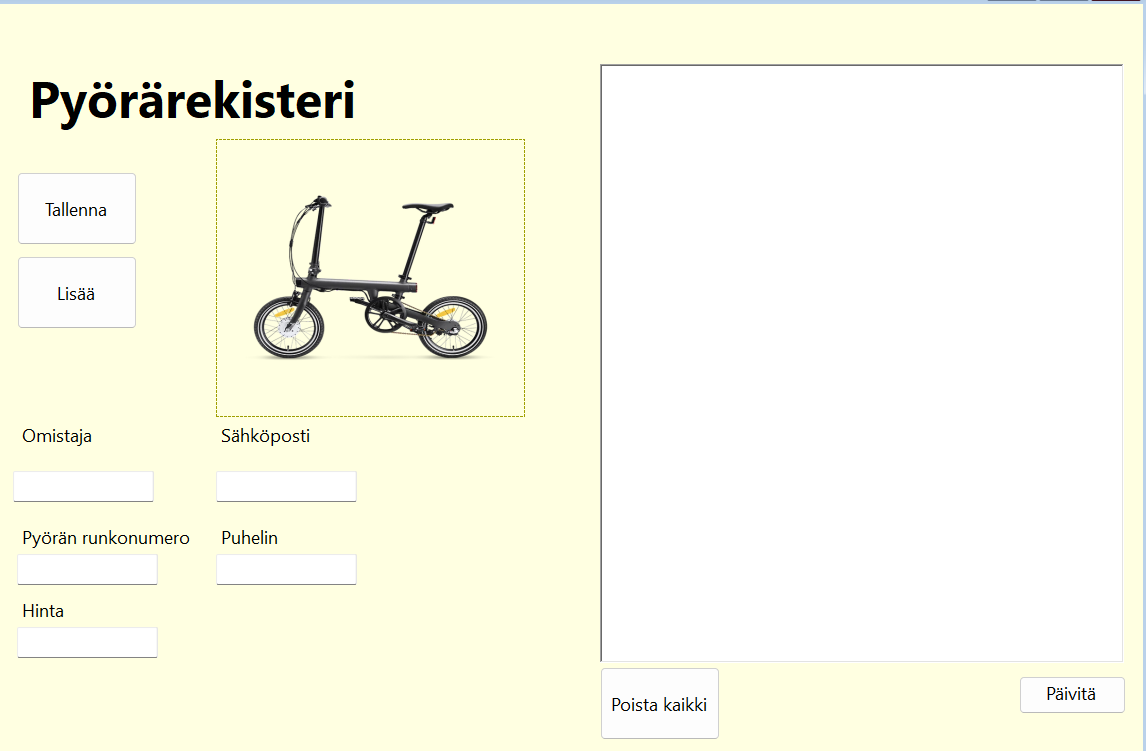 Pyörärekisteri
Tallenna
Lisää
Omistaja
Sähköposti
Pyörän runkonumero
Puhelin
Hinta
Poista kaikki
Päivitä